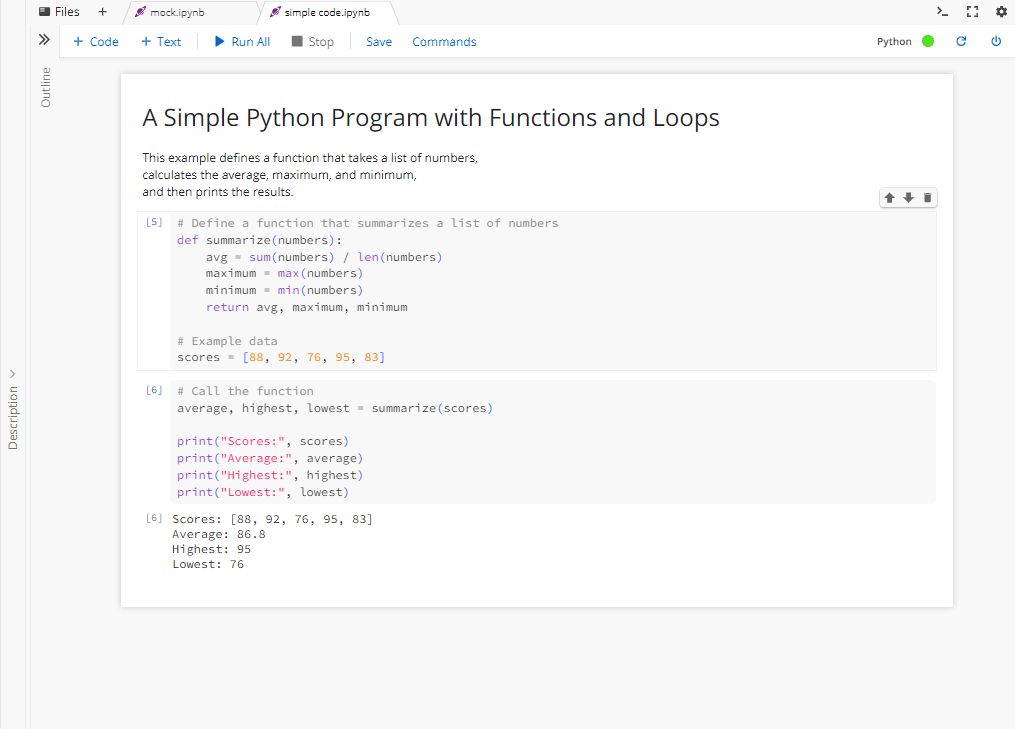 Files + mock.ipynb simple code.ipynb
+ Code + Text Run All Stop Save Commands Python
Outline
Description
A Simple Python Program with Functions and Loops
This example defines a function that takes a list of numbers,
calculates the average, maximum, and minimum,
and then prints the results.
[5] # Define a function that summarizes a list of numbers
def summarize(numbers):
    avg = sum(numbers) / len(numbers)
    maximum = max(numbers)
    minimum = min(numbers)
    return avg, maximum, minimum

# Example data
scores = [88, 92, 76, 95, 83]
[6] # Call the function
average, highest, lowest = summarize(scores)

print("Scores:", scores)
print("Average:", average)
print("Highest:", highest)
print("Lowest:", lowest)
[6] Scores: [88, 92, 76, 95, 83]
Average: 86.8
Highest: 95
Lowest: 76